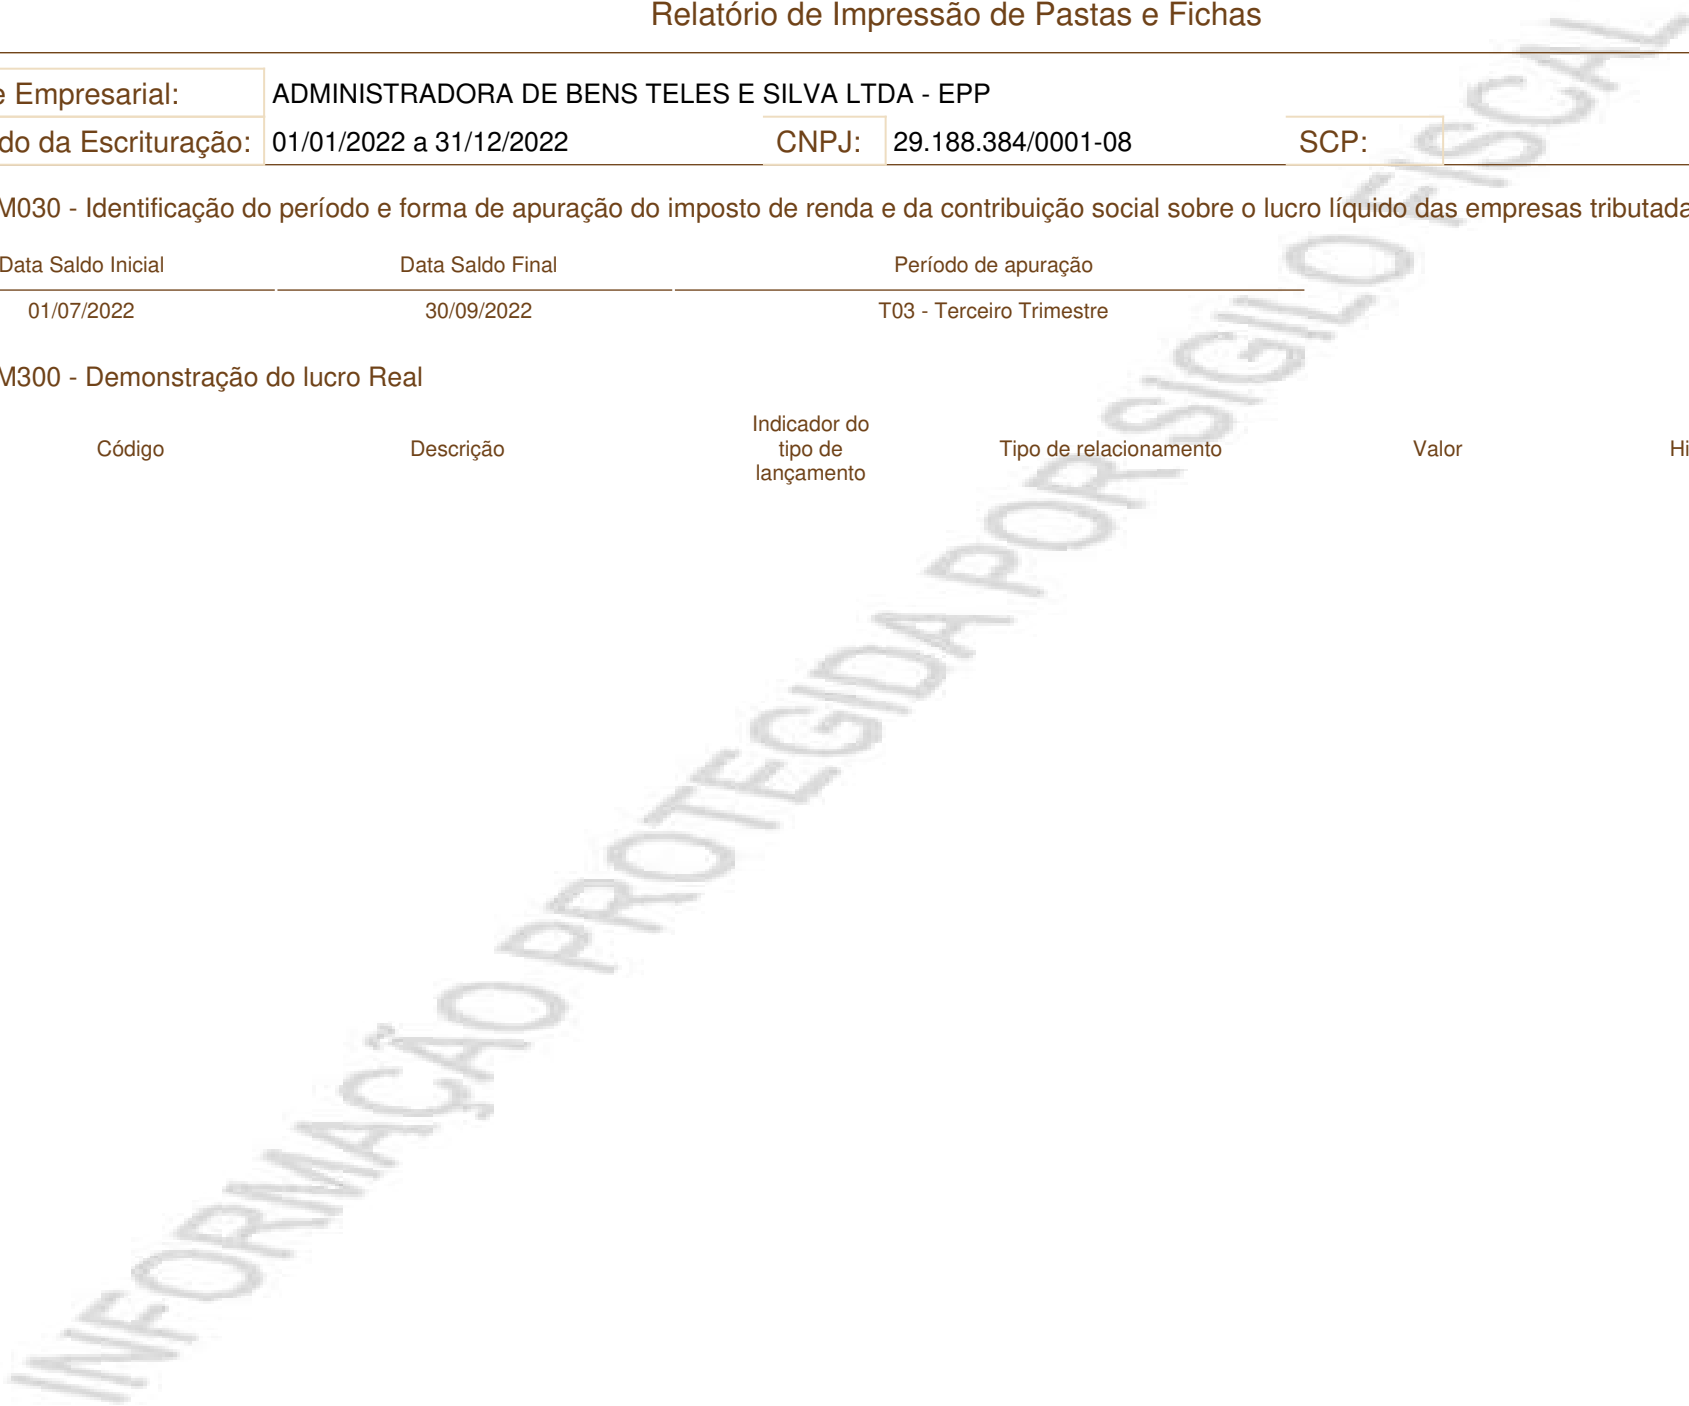 Relatório de Impressão de Pastas e Fichas
e Empresarial: ADMINISTRADORA DE BENS TELES E SILVA LTDA - EPP
do da Escrituração: 01/01/2022 a 31/12/2022 CNPJ: 29.188.384/0001-08 SCP:
M030 - Identificação do período e forma de apuração do imposto de renda e da contribuição social sobre o lucro líquido das empresas tributada
Data Saldo Inicial Data Saldo Final Período de apuração
01/07/2022 30/09/2022 T03 - Terceiro Trimestre
M300 - Demonstração do lucro Real
Código Descrição Indicador do tipo de lançamento Tipo de relacionamento Valor Hi
INFORMAÇÃO PROTEGIDA POR SIGILO FISCAL